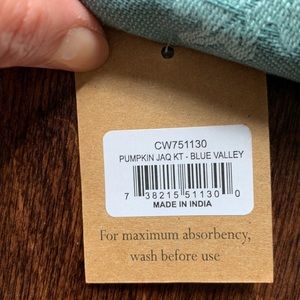 CW751130
PUMPKIN JAQ KT - BLUE VALLEY
7 38215 51130 0
MADE IN INDIA
For maximum absorbency,
wash before use